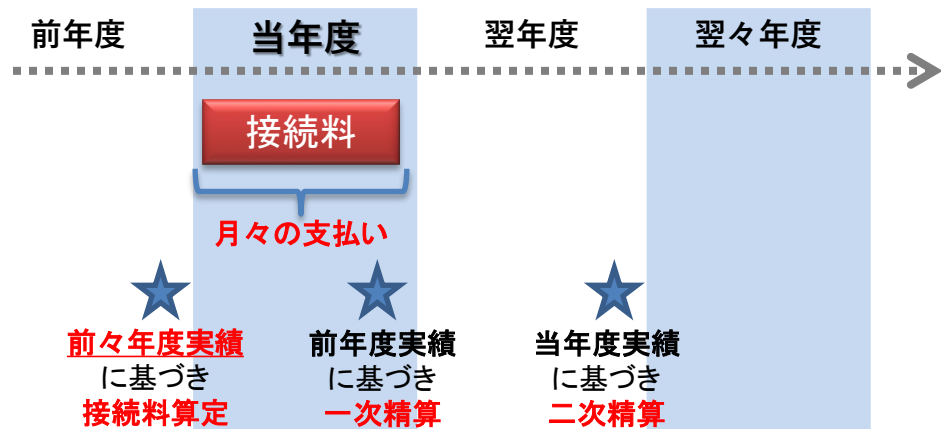 前年度
当年度
翌年度
翌々年度
接続料
月々の支払い
前々年度実績
に基づき
接続料算定
前年度実績
に基づき
一次精算
当年度実績
に基づき
二次精算